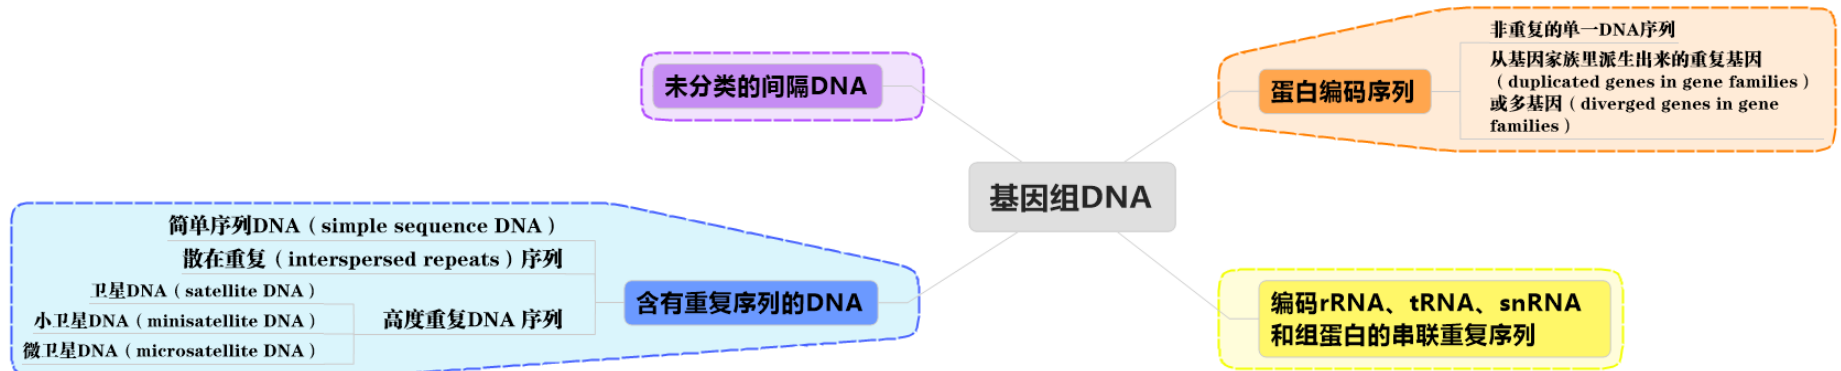 基因组DNA
蛋白编码序列
非重复的单一DNA序列
从基因家族里派生出来的重复基因
（duplicated genes in gene families）
或多基因（diverged genes in gene
families）
编码rRNA、tRNA、snRNA
和组蛋白的串联重复序列
未分类的间隔DNA
含有重复序列的DNA
简单序列DNA（simple sequence DNA）
散在重复（interspersed repeats）序列
高度重复DNA 序列
卫星DNA（satellite DNA）
小卫星DNA（minisatellite DNA）
微卫星DNA（microsatellite DNA）